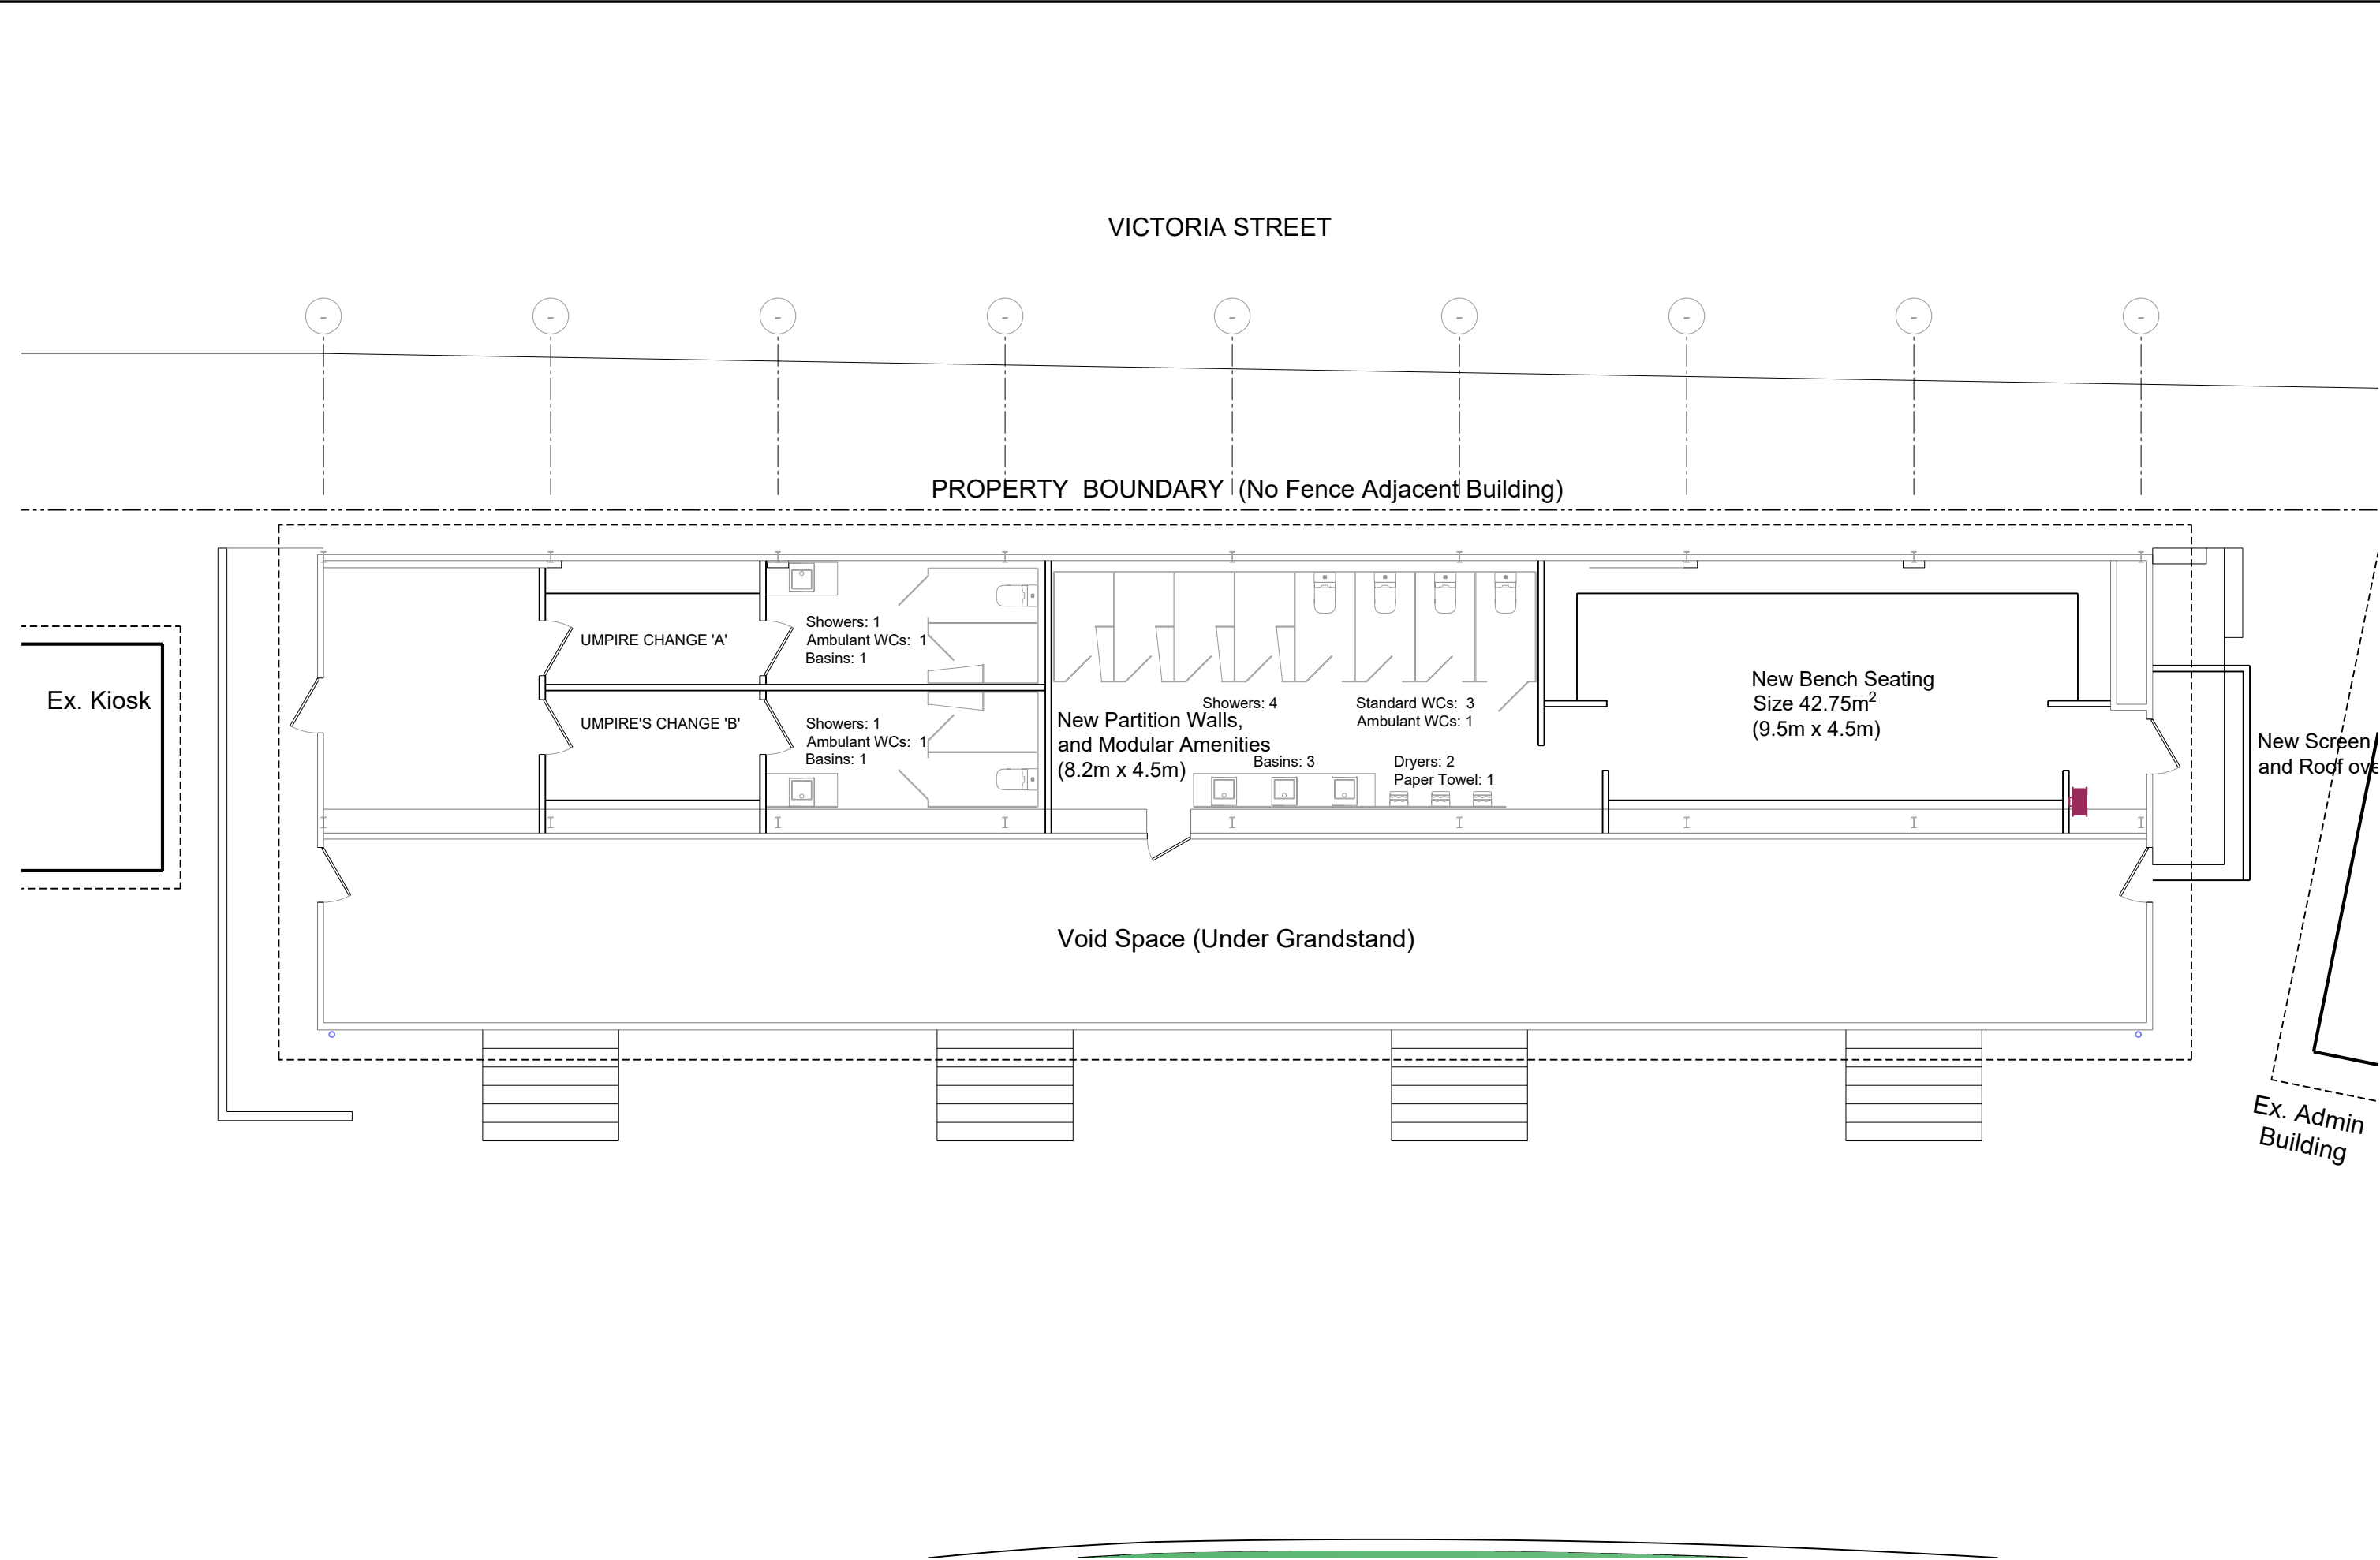 VICTORIA STREET
- - - - - - - - -
PROPERTY BOUNDARY (No Fence Adjacent Building)
Showers: 1
Ambulant WCs: 1
Basins: 1
UMPIRE CHANGE 'A'
Ex. Kiosk
UMPIRE'S CHANGE 'B'
Showers: 1
Ambulant WCs: 1
Basins: 1
New Partition Walls,
and Modular Amenities
(8.2m x 4.5m)
Showers: 4
Standard WCs: 3
Ambulant WCs: 1
Basins: 3
Dryers: 2
Paper Towel: 1
New Bench Seating
Size 42.75m²
(9.5m x 4.5m)
New Screen
and Roof ove
Void Space (Under Grandstand)
Ex. Admin
Building